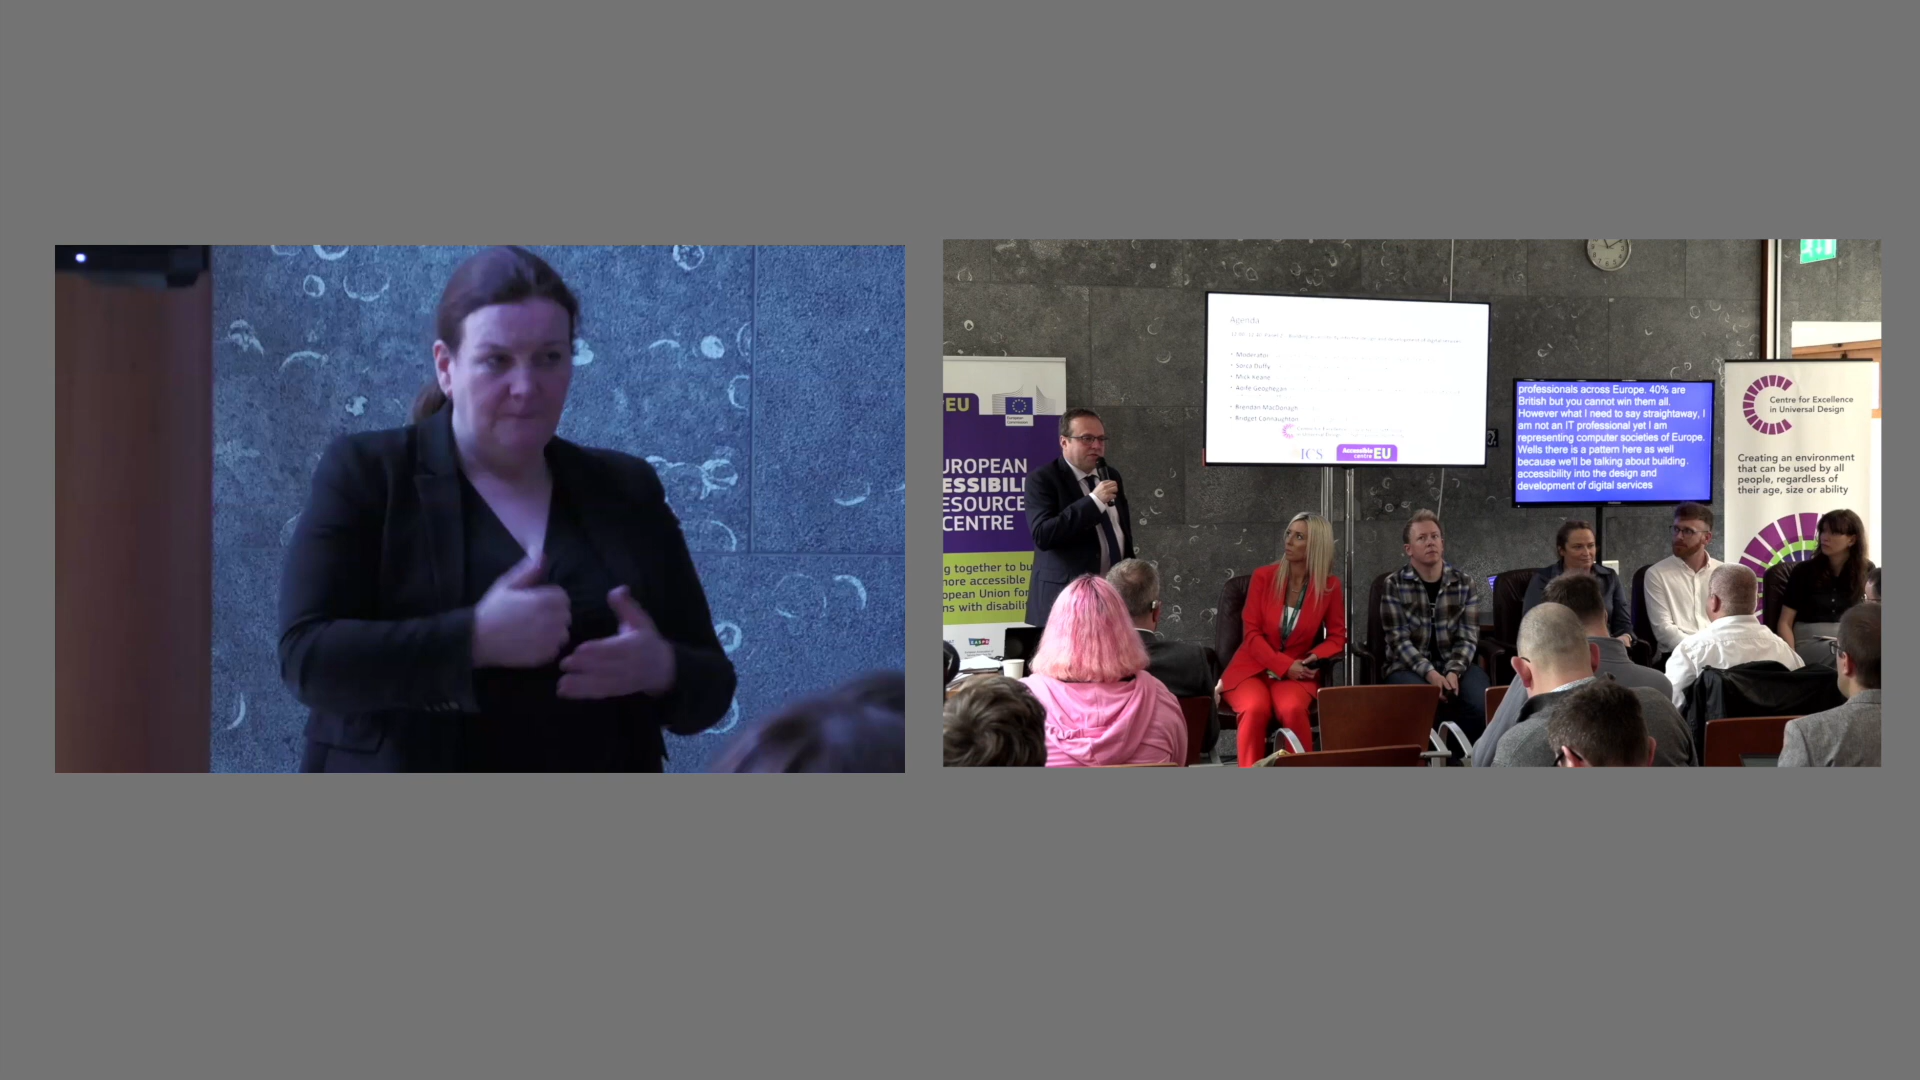 EU
European
Commission
UROPEAN
ESSIBILI
ESOURCE
CENTRE
g together to bu
more accessible
opean Union for
ns with disabilit
Agenda
• Moderator
• Sorca Duffy
• Mick Keane
• Aoife Geoghegan
• Brendan MacDonagh
• Bridget Connaughton
ICS
Accessible
centre EU
professionals across Europe. 40% are
British but you cannot win them all.
However what I need to say straightaway, I
am not an IT professional yet I am
representing computer societies of Europe.
Wells there is a pattern here as well
because we'll be talking about building
accessibility into the design and
development of digital services
Centre for Excellence
in Universal Design
Creating an environment
that can be used by all
people, regardless of
their age, size or ability